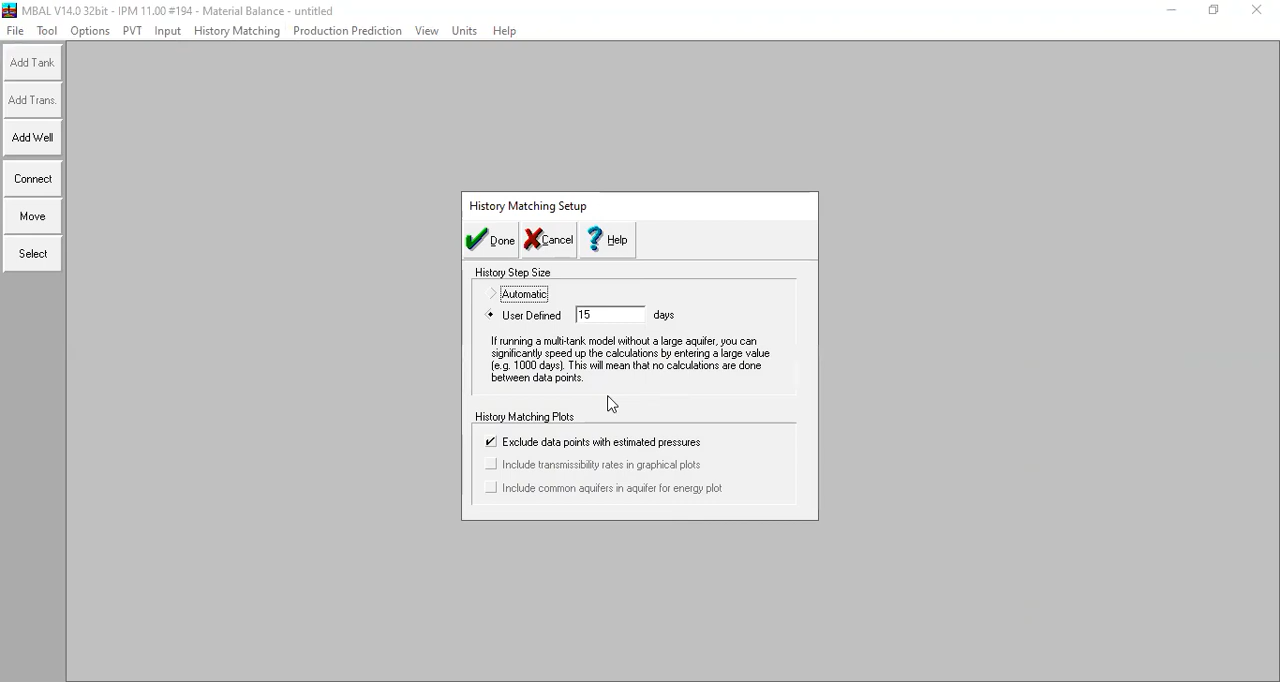 MBAL V14.0 32bit - IPM 11.00 #194 - Material Balance - untitled
File Tool Options PVT Input History Matching Production Prediction View Units Help
Add Tank
Add Trans.
Add Well
Connect
Move
Select
History Matching Setup
Done Cancel Help
History Step Size
Automatic
User Defined 15 days
If running a multi-tank model without a large aquifer, you can
significantly speed up the calculations by entering a large value
(e.g. 1000 days). This will mean that no calculations are done
between data points.
History Matching Plots
Exclude data points with estimated pressures
Include transmissibility rates in graphical plots
Include common aquifers in aquifer for energy plot